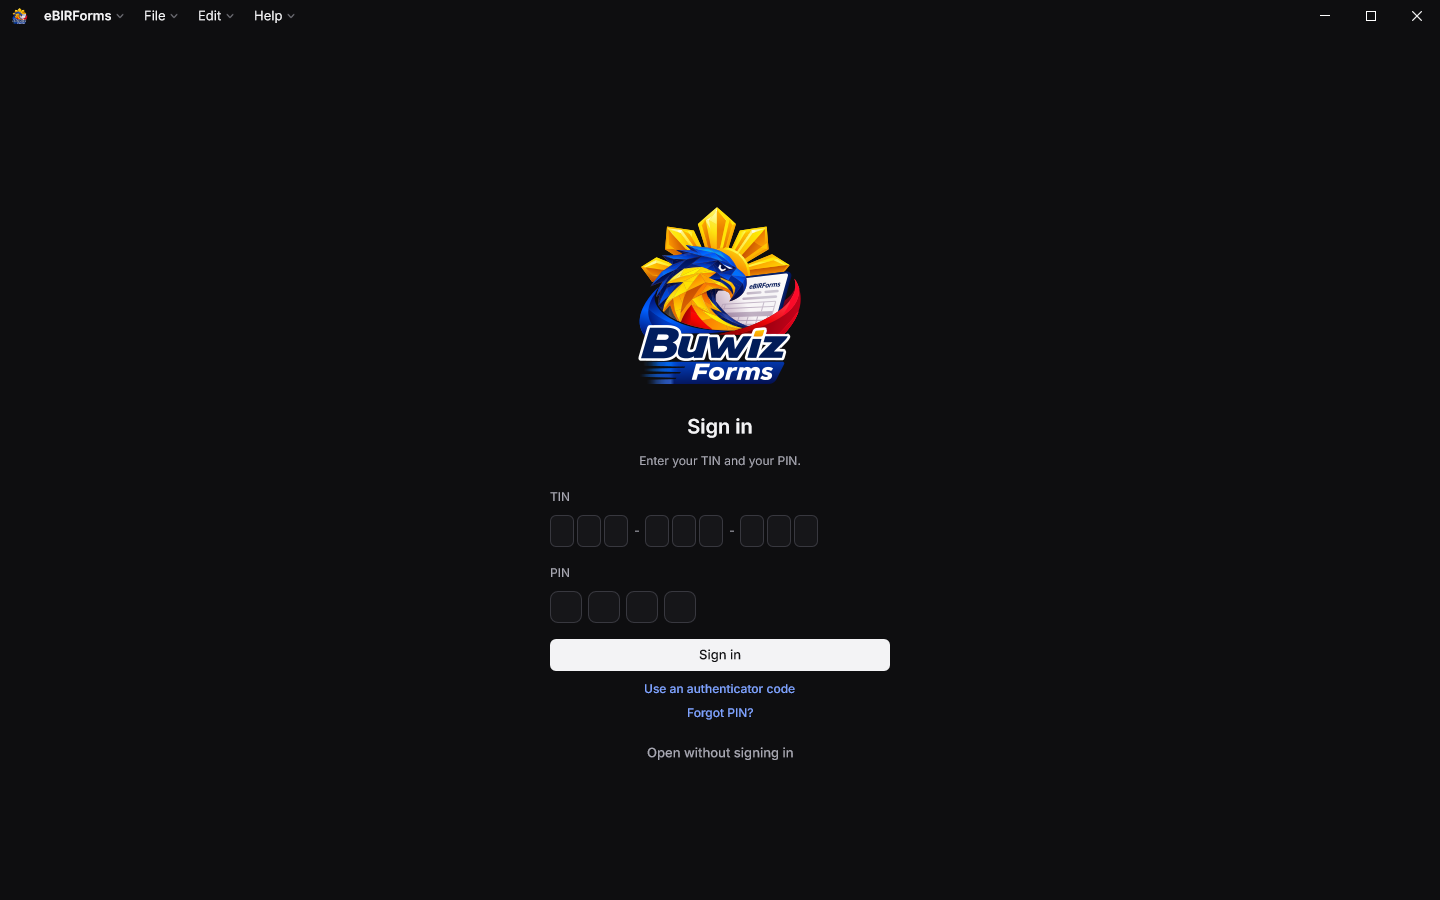 eBIRForms File Edit Help
eBIRForms
Buwiz
Forms
Sign in
Enter your TIN and your PIN.
TIN
- -
PIN
Sign in
Use an authenticator code
Forgot PIN?
Open without signing in